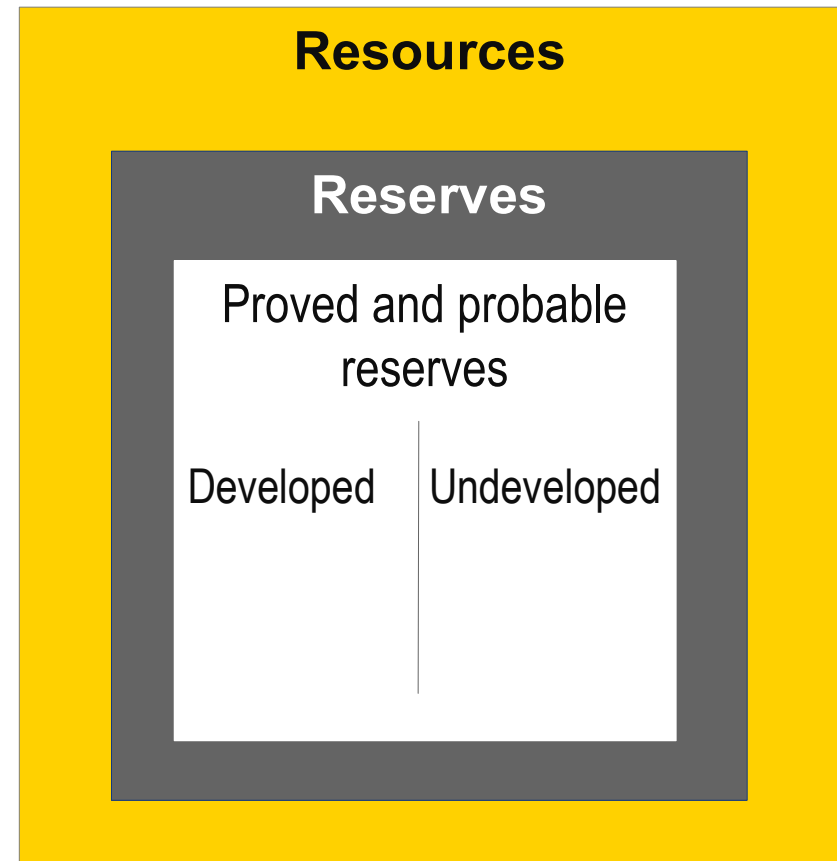 Resources
Reserves
Proved and probable
reserves
Developed
Undeveloped